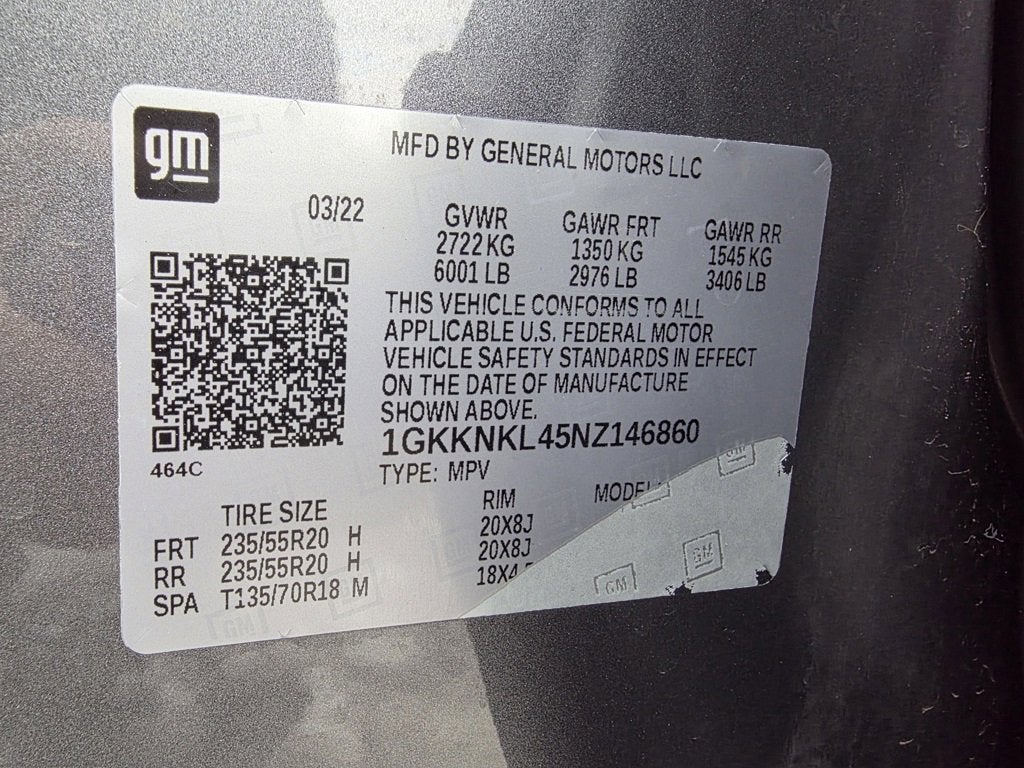 gm
MFD BY GENERAL MOTORS LLC
03/22
GVWR GAWR FRT GAWR RR
2722 KG 1350 KG 1545 KG
6001 LB 2976 LB 3406 LB
THIS VEHICLE CONFORMS TO ALL
APPLICABLE U.S. FEDERAL MOTOR
VEHICLE SAFETY STANDARDS IN EFFECT
ON THE DATE OF MANUFACTURE
SHOWN ABOVE.
1GKKNKL45NZ146860
464C
TYPE: MPV
TIRE SIZE RIM
FRT 235/55R20 H 20X8J
RR 235/55R20 H 20X8J
SPA T135/70R18 M
GM
GM
GM